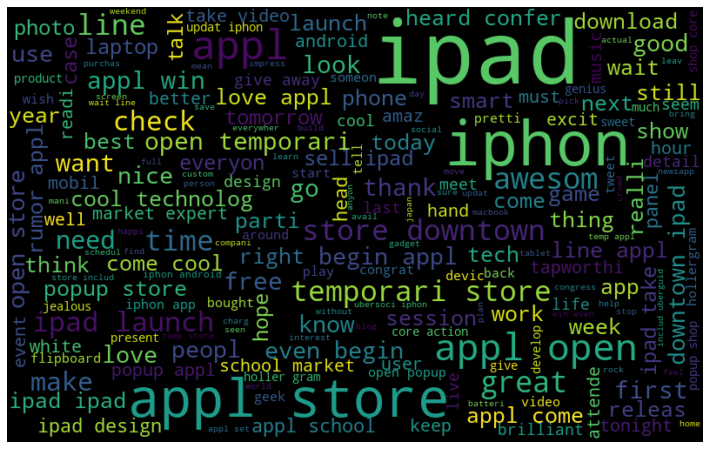 ipad
iphon
appl store
appl open
appl
temporari store
store downtown
ipad launch
awesom
time
check
line
great
heard confer
download
photo
take video
launch
updat iphon
android
talk
case
laptop
use
appl win
give away
someon
look
good
music
wait
still
genius
smart
must
next
seem
love appl
phone
better
wish
product
year
readi
tomorrow
cool
amaz
pretti
excit
sweet
show
hour
best
open temporari
today
everyon
sell ipad
want
nice
design
go
head
tell
thank
meet
come
game
thing
realli
panel
detail
tweet
rumor appl
open store
event
mobil
cool technolog
market expert
well
parti
hand
last
need
right begin appl
tech
line appl
tapworthi
think
come cool
popup store
free
hope
know
session
app
life
work
week
downtown ipad
ipad take
hollergram
popup shop
jealous
bought
iphon app
iphon android
devic
back
play
congrat
core action
white
flipboard
present
love
peopl
even begin
user
open popup
make
popup appl
school market
holler gram
live
geek
video
develop
give
first
releas
attende
tonight
ipad ipad
ipad design
appl school
keep
appl come
brilliant
weekend
wait line
screen
purchas
mean
impress
day
note
actual
shop core
leav
bring
much
pick
everywher
build
save
social
learn
start
full
custom
person
move
macbook
japan
newsapp
temp appl
compani
around
gadget
tablet
mani
happi
schedul
find
store includ
ubersoci iphon
without
charg
seen
blog
interest
plan
congress
help
stop
rock
win even
feel
world
batteri
appl set
home